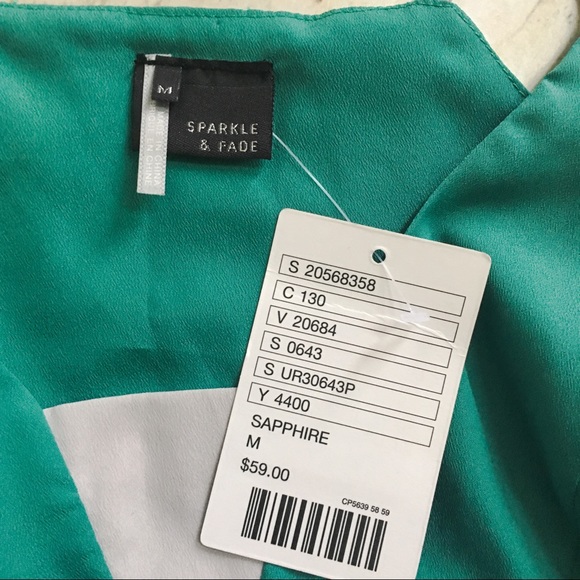 M
SPARKLE
& FADE
S 20568358
C 130
V 20684
S 0643
S UR30643P
Y 4400
SAPPHIRE
M
$59.00
CP5639 58 59